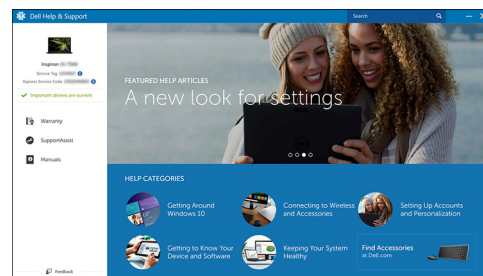 Dell Help & Support
Search
Inspiron
Service Tag
Express Service Code
Important drivers are current
Warranty
SupportAssist
Manuals
Feedback
FEATURED HELP ARTICLES
A new look for settings
HELP CATEGORIES
Getting Around
Windows 10
Connecting to Wireless
and Accessories
Setting Up Accounts
and Personalization
Getting to Know Your
Device and Software
Keeping Your System
Healthy
Find Accessories
at Dell.com